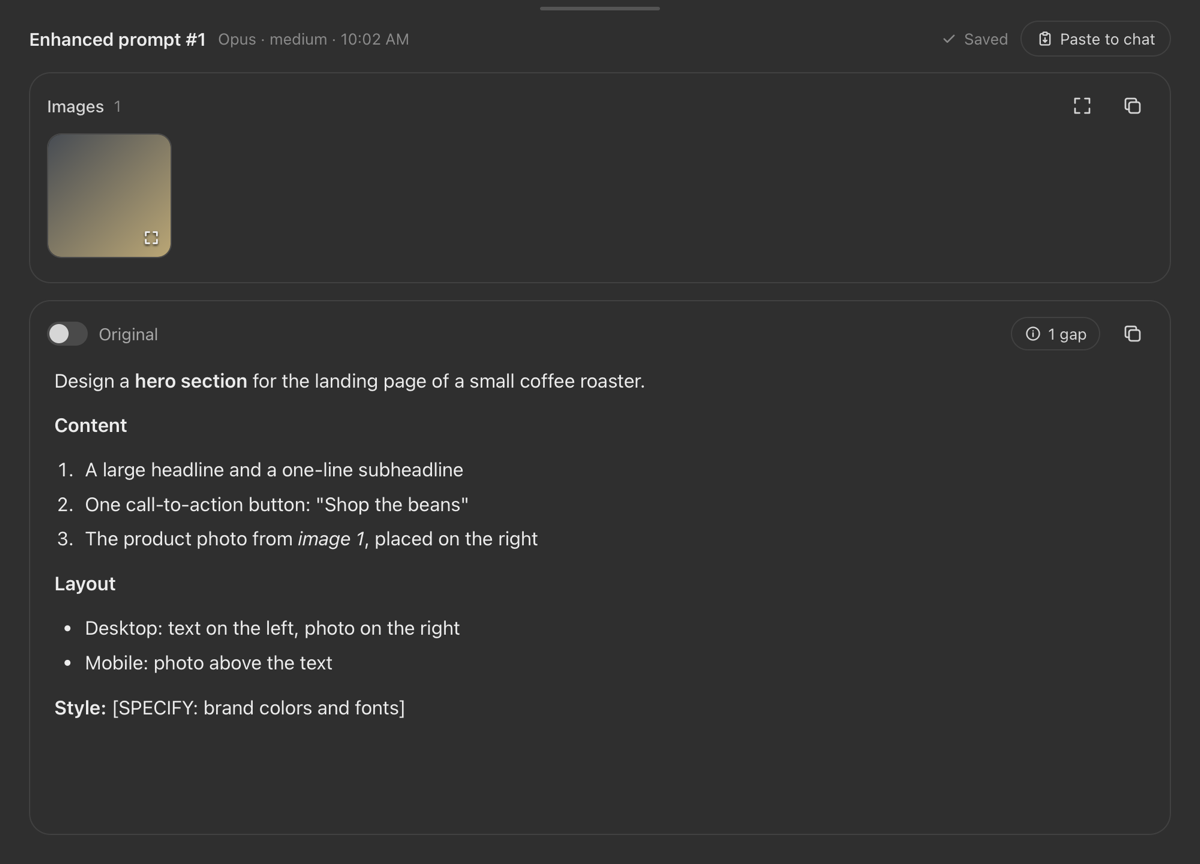 Enhanced prompt #1 Opus · medium · 10:02 AM Saved Paste to chat
Images 1
Original 1 gap
Design a hero section for the landing page of a small coffee roaster.
Content
1. A large headline and a one-line subheadline
2. One call-to-action button: "Shop the beans"
3. The product photo from image 1, placed on the right
Layout
• Desktop: text on the left, photo on the right
• Mobile: photo above the text
Style: [SPECIFY: brand colors and fonts]